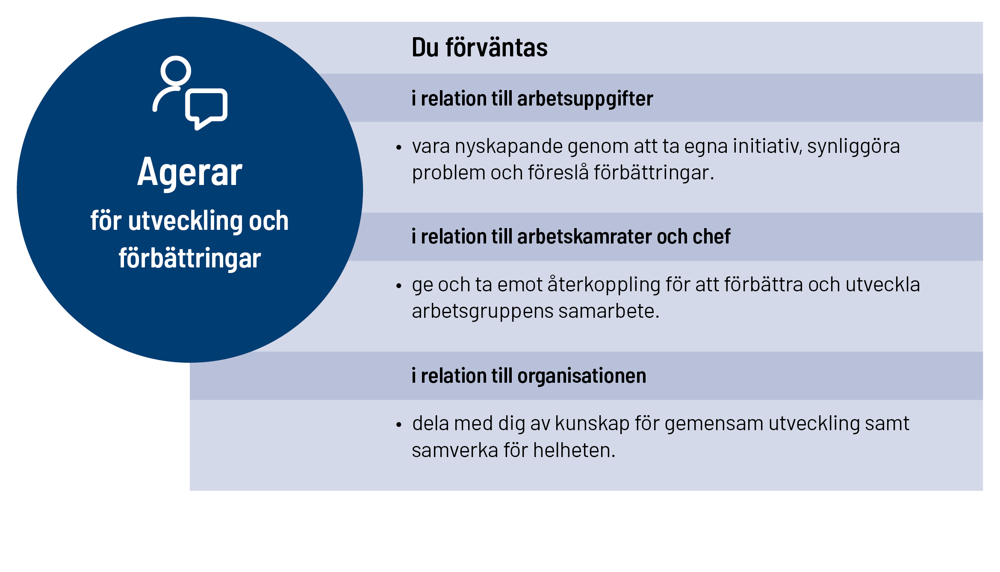 Agerar
för utveckling och
förbättringar
Du förväntas
i relation till arbetsuppgifter
• vara nyskapande genom att ta egna initiativ, synliggöra
problem och föreslå förbättringar.
i relation till arbetskamrater och chef
• ge och ta emot återkoppling för att förbättra och utveckla
arbetsgruppens samarbete.
i relation till organisationen
• dela med dig av kunskap för gemensam utveckling samt
samverka för helheten.